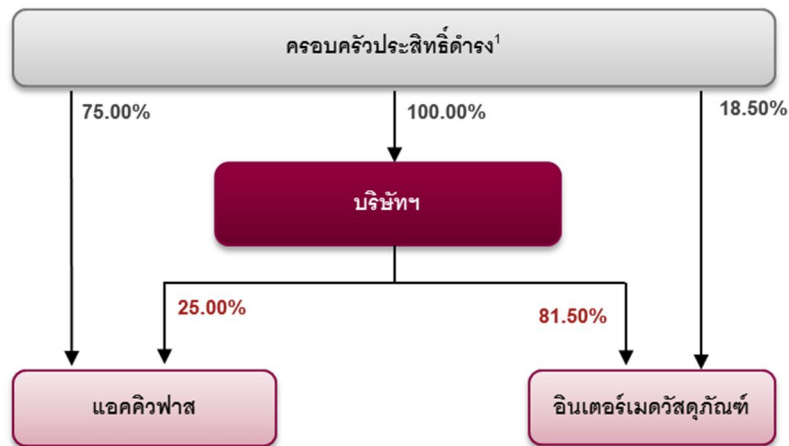 ครอบครัวประสิทธิ์ดำรง¹
75.00%
100.00%
18.50%
บริษัทฯ
25.00%
81.50%
แอคคิวฟาส
อินเตอร์เมดวัสดุภัณฑ์